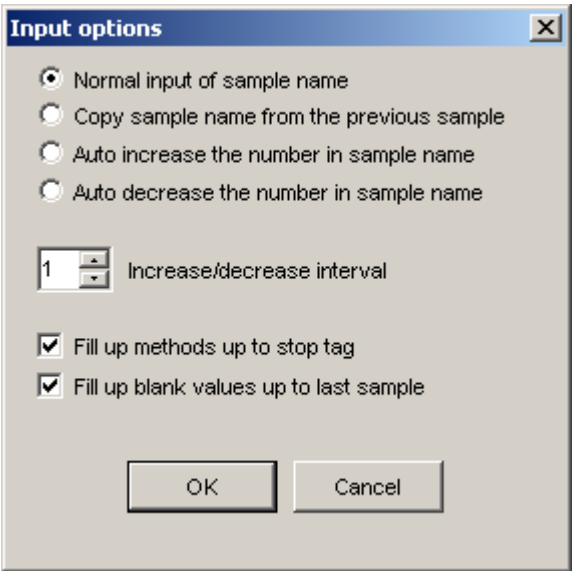 Input options
Normal input of sample name
Copy sample name from the previous sample
Auto increase the number in sample name
Auto decrease the number in sample name
1 Increase/decrease interval
Fill up methods up to stop tag
Fill up blank values up to last sample
OK Cancel